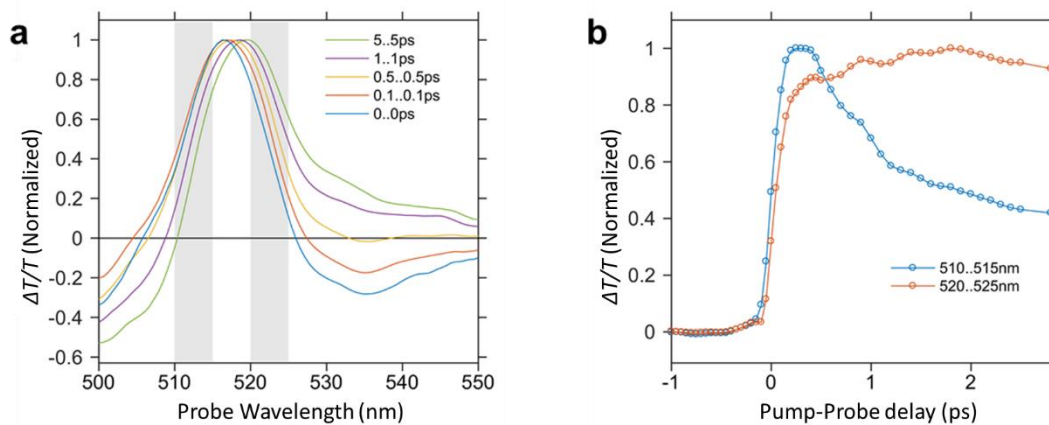 a
ΔT/T (Normalized)
1
0.8
0.6
0.4
0.2
0
-0.2
-0.4
-0.6
5..5ps
1..1ps
0.5..0.5ps
0.1..0.1ps
0..0ps
500 510 520 530 540 550
Probe Wavelength (nm)
b
ΔT/T (Normalized)
1
0.8
0.6
0.4
0.2
0
510..515nm
520..525nm
-1 0 1 2
Pump-Probe delay (ps)